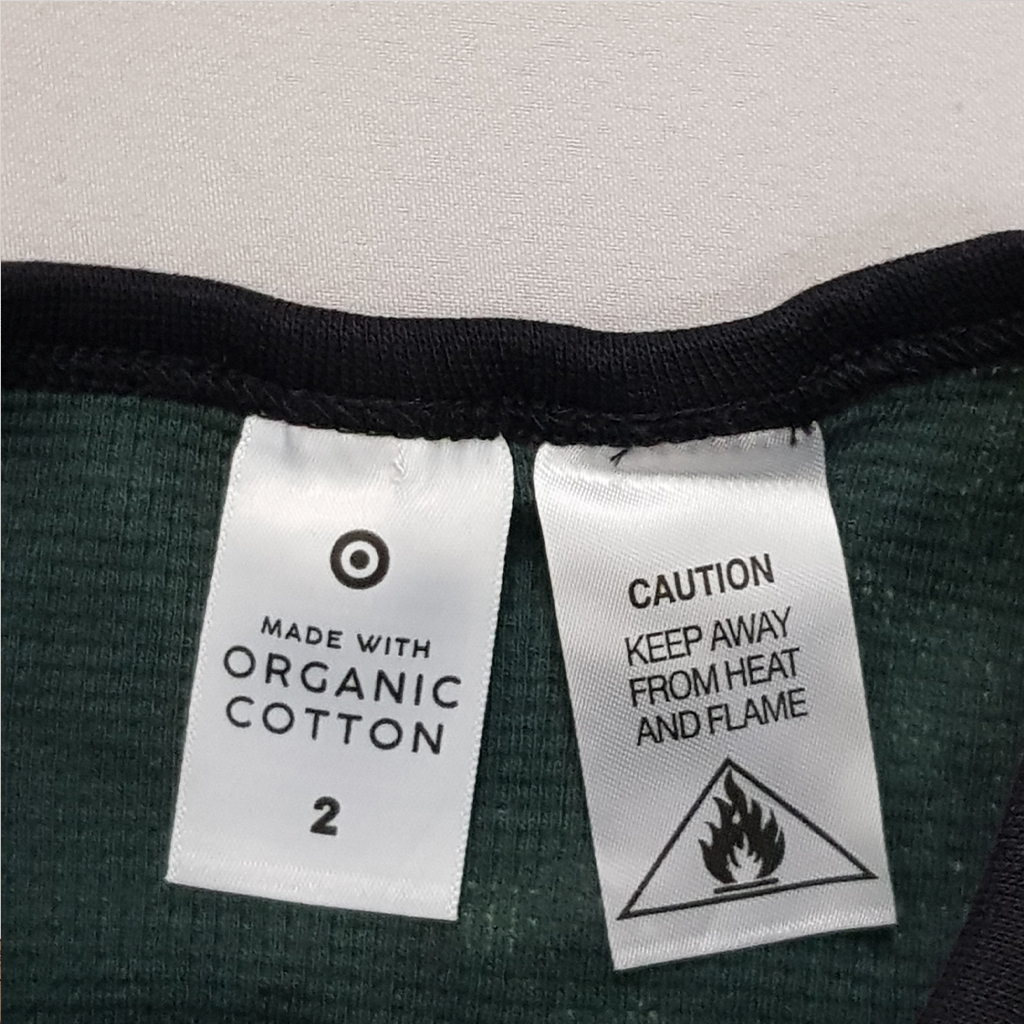 MADE WITH
ORGANIC
COTTON
2
CAUTION
KEEP AWAY
FROM HEAT
AND FLAME